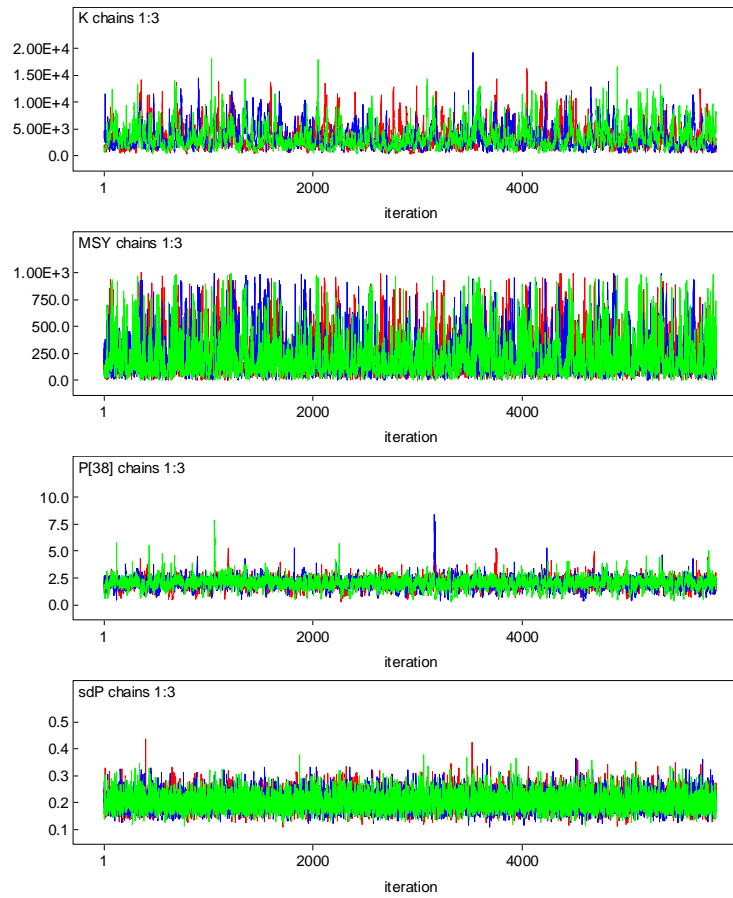 K chains 1:3
2.00E+4
1.50E+4
1.00E+4
5.00E+3
0.0
1 2000 4000
iteration
MSY chains 1:3
1.00E+3
750.0
500.0
250.0
0.0
1 2000 4000
iteration
P[38] chains 1:3
10.0
7.5
5.0
2.5
0.0
1 2000 4000
iteration
sdP chains 1:3
0.5
0.4
0.3
0.2
0.1
1 2000 4000
iteration